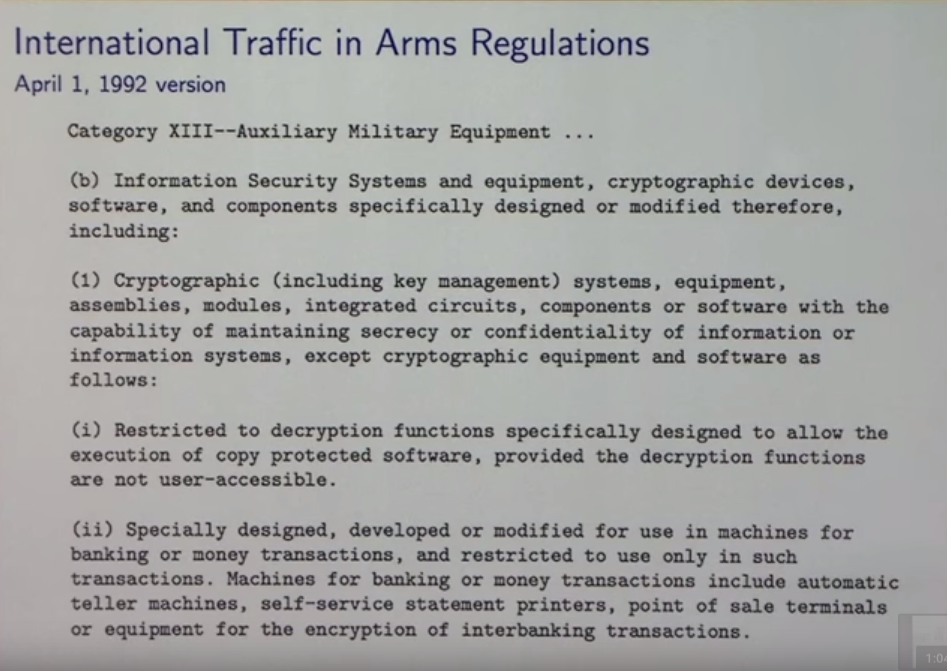 International Traffic in Arms Regulations
April 1, 1992 version
Category XIII--Auxiliary Military Equipment ...
(b) Information Security Systems and equipment, cryptographic devices,
software, and components specifically designed or modified therefore,
including:
(1) Cryptographic (including key management) systems, equipment,
assemblies, modules, integrated circuits, components or software with the
capability of maintaining secrecy or confidentiality of information or
information systems, except cryptographic equipment and software as
follows:
(i) Restricted to decryption functions specifically designed to allow the
execution of copy protected software, provided the decryption functions
are not user-accessible.
(ii) Specially designed, developed or modified for use in machines for
banking or money transactions, and restricted to use only in such
transactions. Machines for banking or money transactions include automatic
teller machines, self-service statement printers, point of sale terminals
or equipment for the encryption of interbanking transactions.